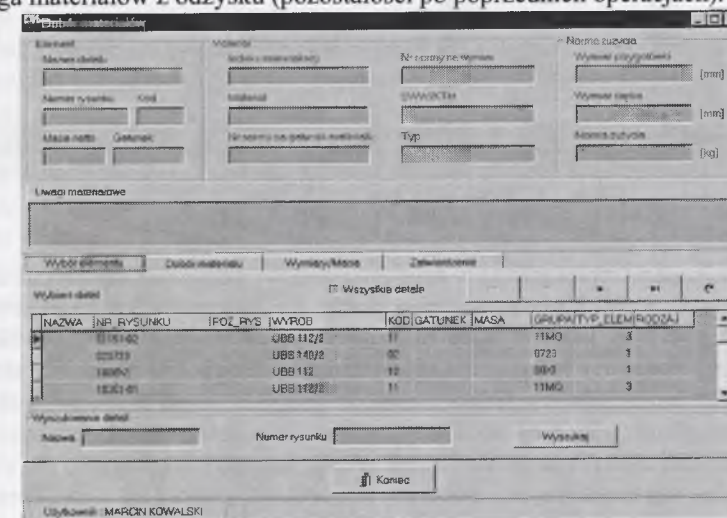 ga materiałów z odzysku (pozostałości po poprzednich operacjach).
Dobór materiałów
Element Materiał Norma zużycia
Nazwa detalu Indeks materiałowy Nr normy na wymiar Wymiar przygotówki
[mm]
Numer rysunku Kod Materiał SWW/KTM Wymiar cięcia
[mm]
Masa netto Gatunek Nr normy na gatunek materiału Typ Norma zużycia
[kg]
Uwagi materiałowe
Wybór elementu Dobór materiału Wymiary/Masa Zatwierdzenie
Wybierz detal Wszystkie detale
NAZWA NR_RYSUNKU POZ_RYS WYROB KOD GATUNEK MASA GRUPA TYP_ELEM RODZAJ
UBB 112/2 11 11MO 3
UBB 140/2 02 0723 1
UBB 112 1
UBB 112/2 11 11MO 3
Wyszukiwanie detali
Nazwa Numer rysunku Wyszukaj
Koniec
Użytkownik: MARCIN KOWALSKI